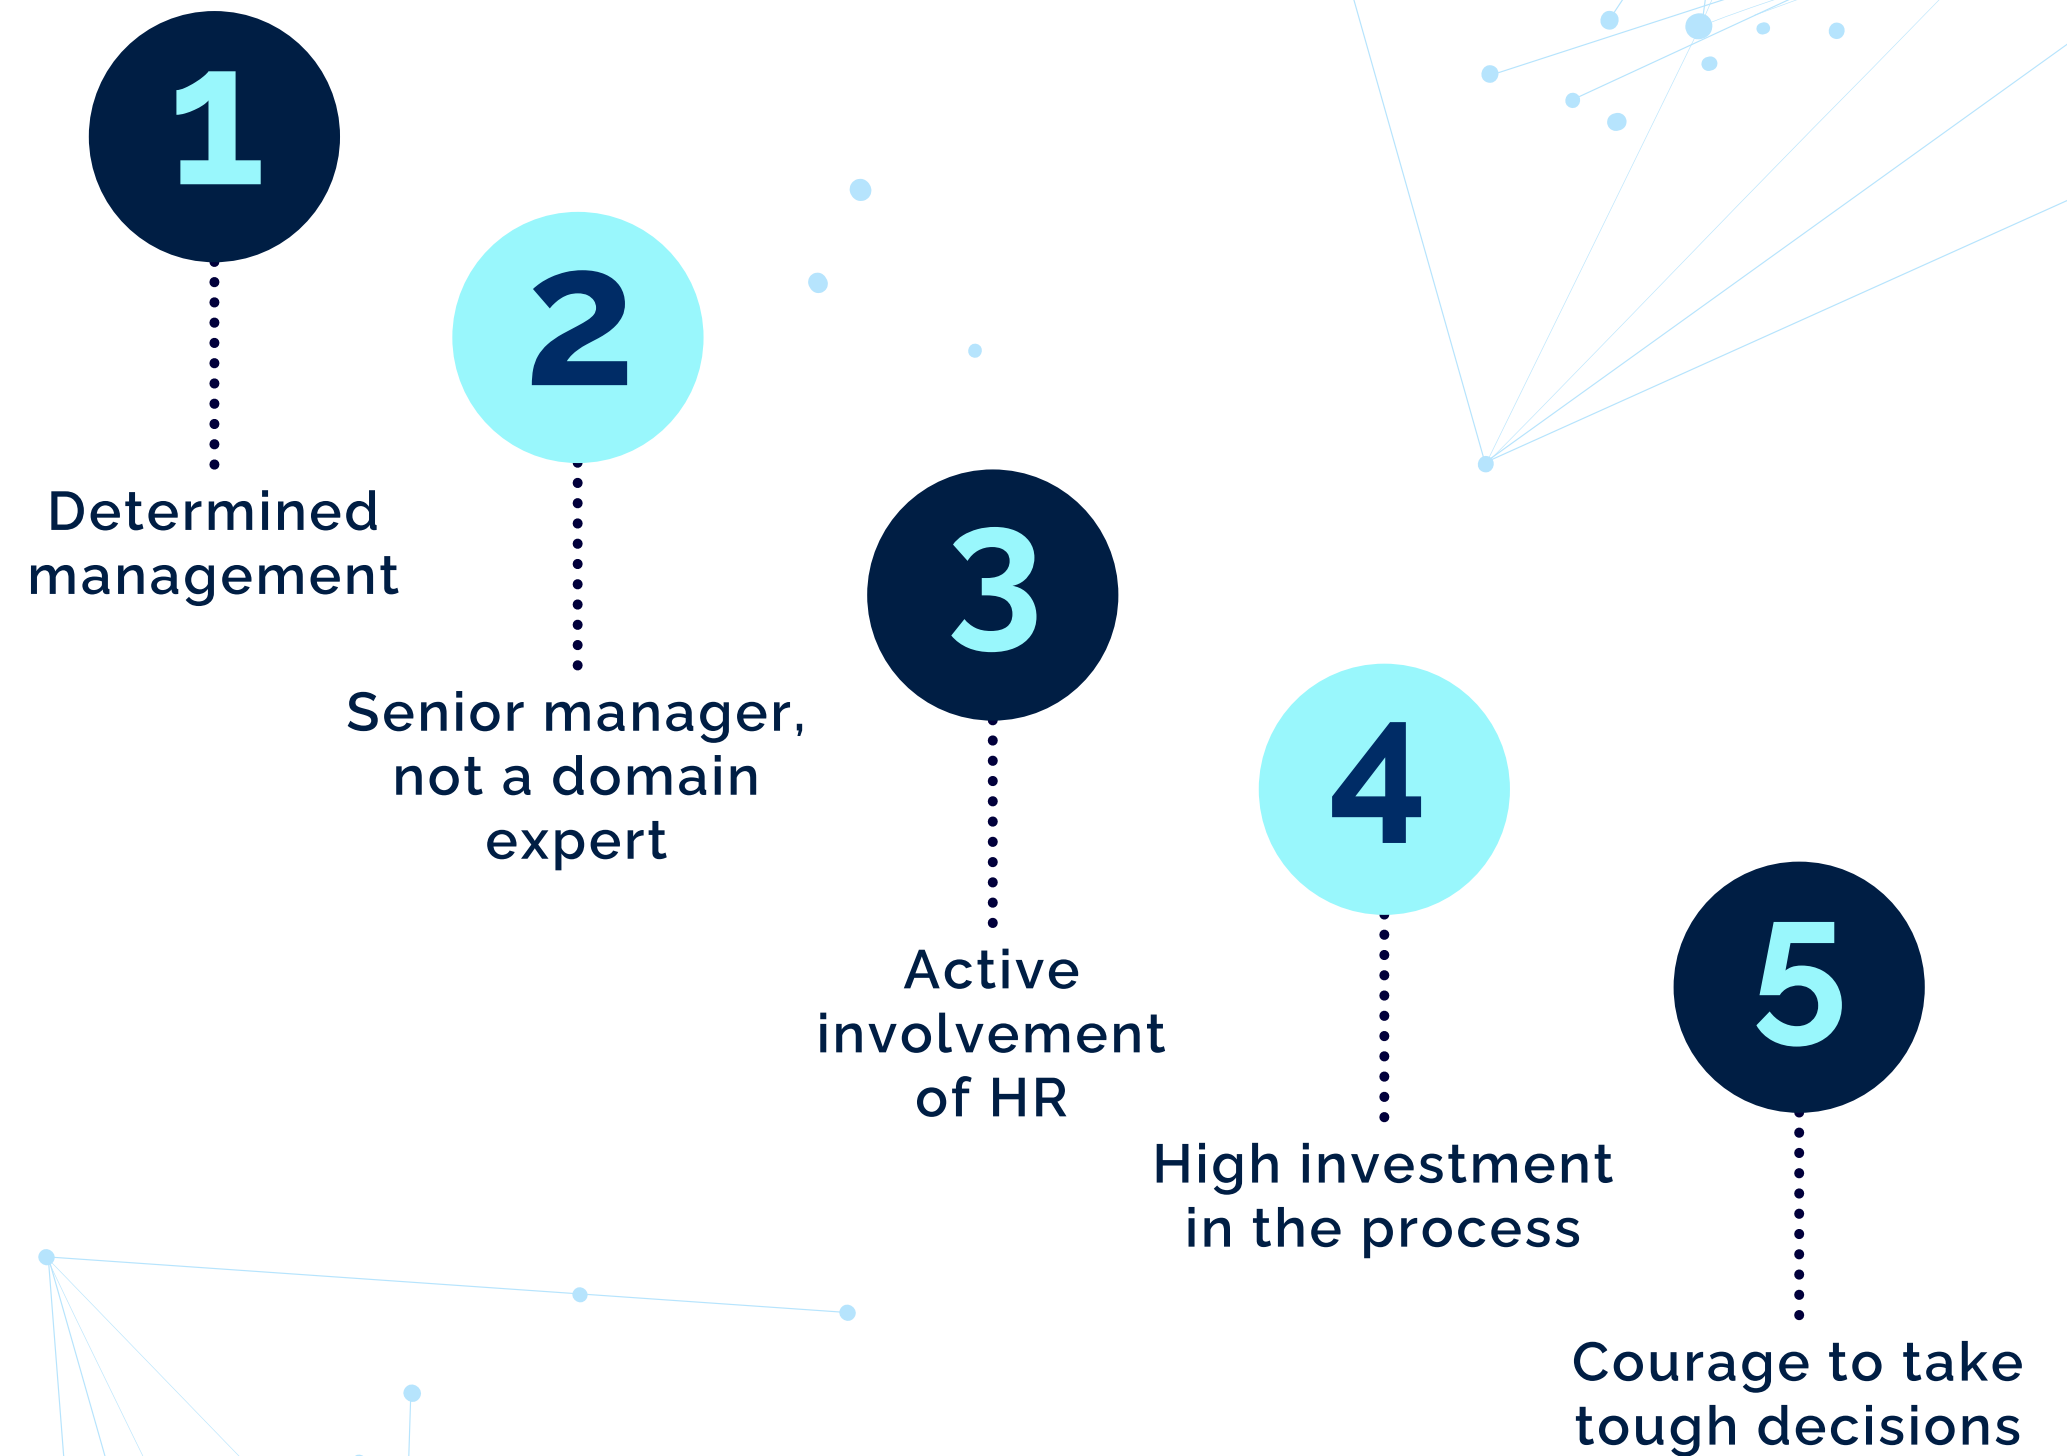 1
Determined
management
2
Senior manager,
not a domain
expert
3
Active
involvement
of HR
4
High investment
in the process
5
Courage to take
tough decisions